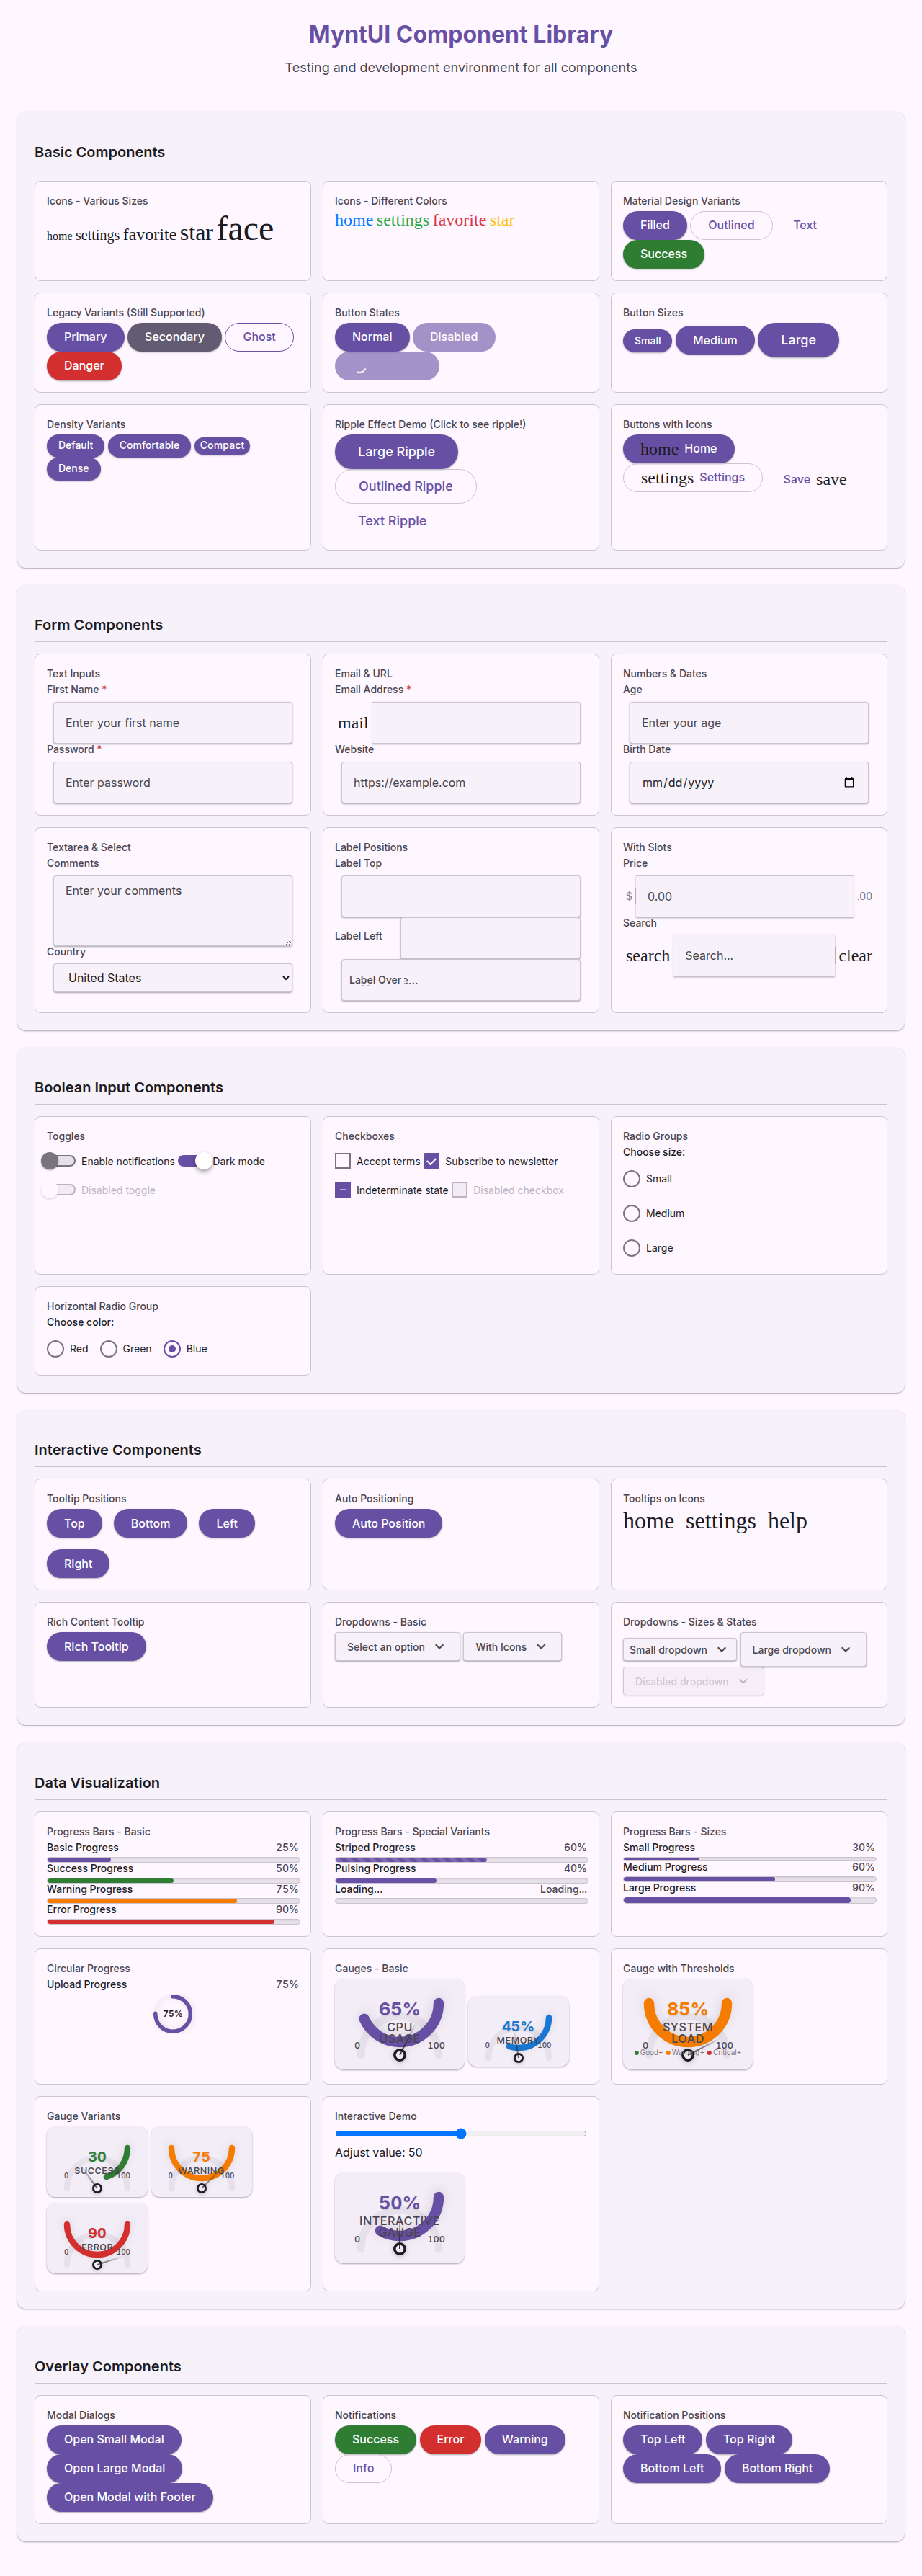 MyntUI Component Library
Testing and development environment for all components
Basic Components
Icons - Various Sizes
home settings favorite star face
Icons - Different Colors
home settings favorite star
Material Design Variants
Filled Outlined Text
Success
Legacy Variants (Still Supported)
Primary Secondary Ghost
Danger
Button States
Normal Disabled
Button Sizes
Small Medium Large
Density Variants
Default Comfortable Compact
Dense
Ripple Effect Demo (Click to see ripple!)
Large Ripple
Outlined Ripple
Text Ripple
Buttons with Icons
home Home
settings Settings Save save
Form Components
Text Inputs
First Name *
Enter your first name
Password *
Enter password
Email & URL
Email Address *
mail
Website
https://example.com
Numbers & Dates
Age
Enter your age
Birth Date
mm/dd/yyyy
Textarea & Select
Comments
Enter your comments
Country
United States
Label Positions
Label Top
Label Left
Label Over
With Slots
Price
$ 0.00 .00
Search
search Search... clear
Boolean Input Components
Toggles
Enable notifications Dark mode
Disabled toggle
Checkboxes
Accept terms Subscribe to newsletter
Indeterminate state Disabled checkbox
Radio Groups
Choose size:
Small
Medium
Large
Horizontal Radio Group
Choose color:
Red Green Blue
Interactive Components
Tooltip Positions
Top Bottom Left
Right
Auto Positioning
Auto Position
Tooltips on Icons
home settings help
Rich Content Tooltip
Rich Tooltip
Dropdowns - Basic
Select an option With Icons
Dropdowns - Sizes & States
Small dropdown Large dropdown
Disabled dropdown
Data Visualization
Progress Bars - Basic
Basic Progress 25%
Success Progress 50%
Warning Progress 75%
Error Progress 90%
Progress Bars - Special Variants
Striped Progress 60%
Pulsing Progress 40%
Loading... Loading...
Progress Bars - Sizes
Small Progress 30%
Medium Progress 60%
Large Progress 90%
Circular Progress
Upload Progress 75%
75%
Gauges - Basic
65%
CPU
USAGE
0 100
45%
MEMORY
0 100
Gauge with Thresholds
85%
SYSTEM
LOAD
0 100
Good+ Warning+ Critical+
Gauge Variants
30
SUCCESS
0 100
75
WARNING
0 100
90
ERROR
0 100
Interactive Demo
Adjust value: 50
50%
INTERACTIVE
GAUGE
0 100
Overlay Components
Modal Dialogs
Open Small Modal
Open Large Modal
Open Modal with Footer
Notifications
Success Error Warning
Info
Notification Positions
Top Left Top Right
Bottom Left Bottom Right